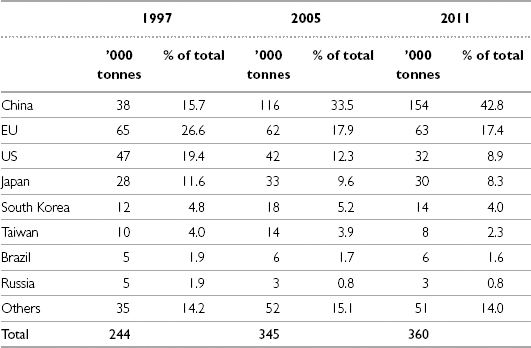 1997 2005 2011
’000 tonnes % of total ’000 tonnes % of total ’000 tonnes % of total
China 38 15.7 116 33.5 154 42.8
EU 65 26.6 62 17.9 63 17.4
US 47 19.4 42 12.3 32 8.9
Japan 28 11.6 33 9.6 30 8.3
South Korea 12 4.8 18 5.2 14 4.0
Taiwan 10 4.0 14 3.9 8 2.3
Brazil 5 1.9 6 1.7 6 1.6
Russia 5 1.9 3 0.8 3 0.8
Others 35 14.2 52 15.1 51 14.0
Total 244 345 360